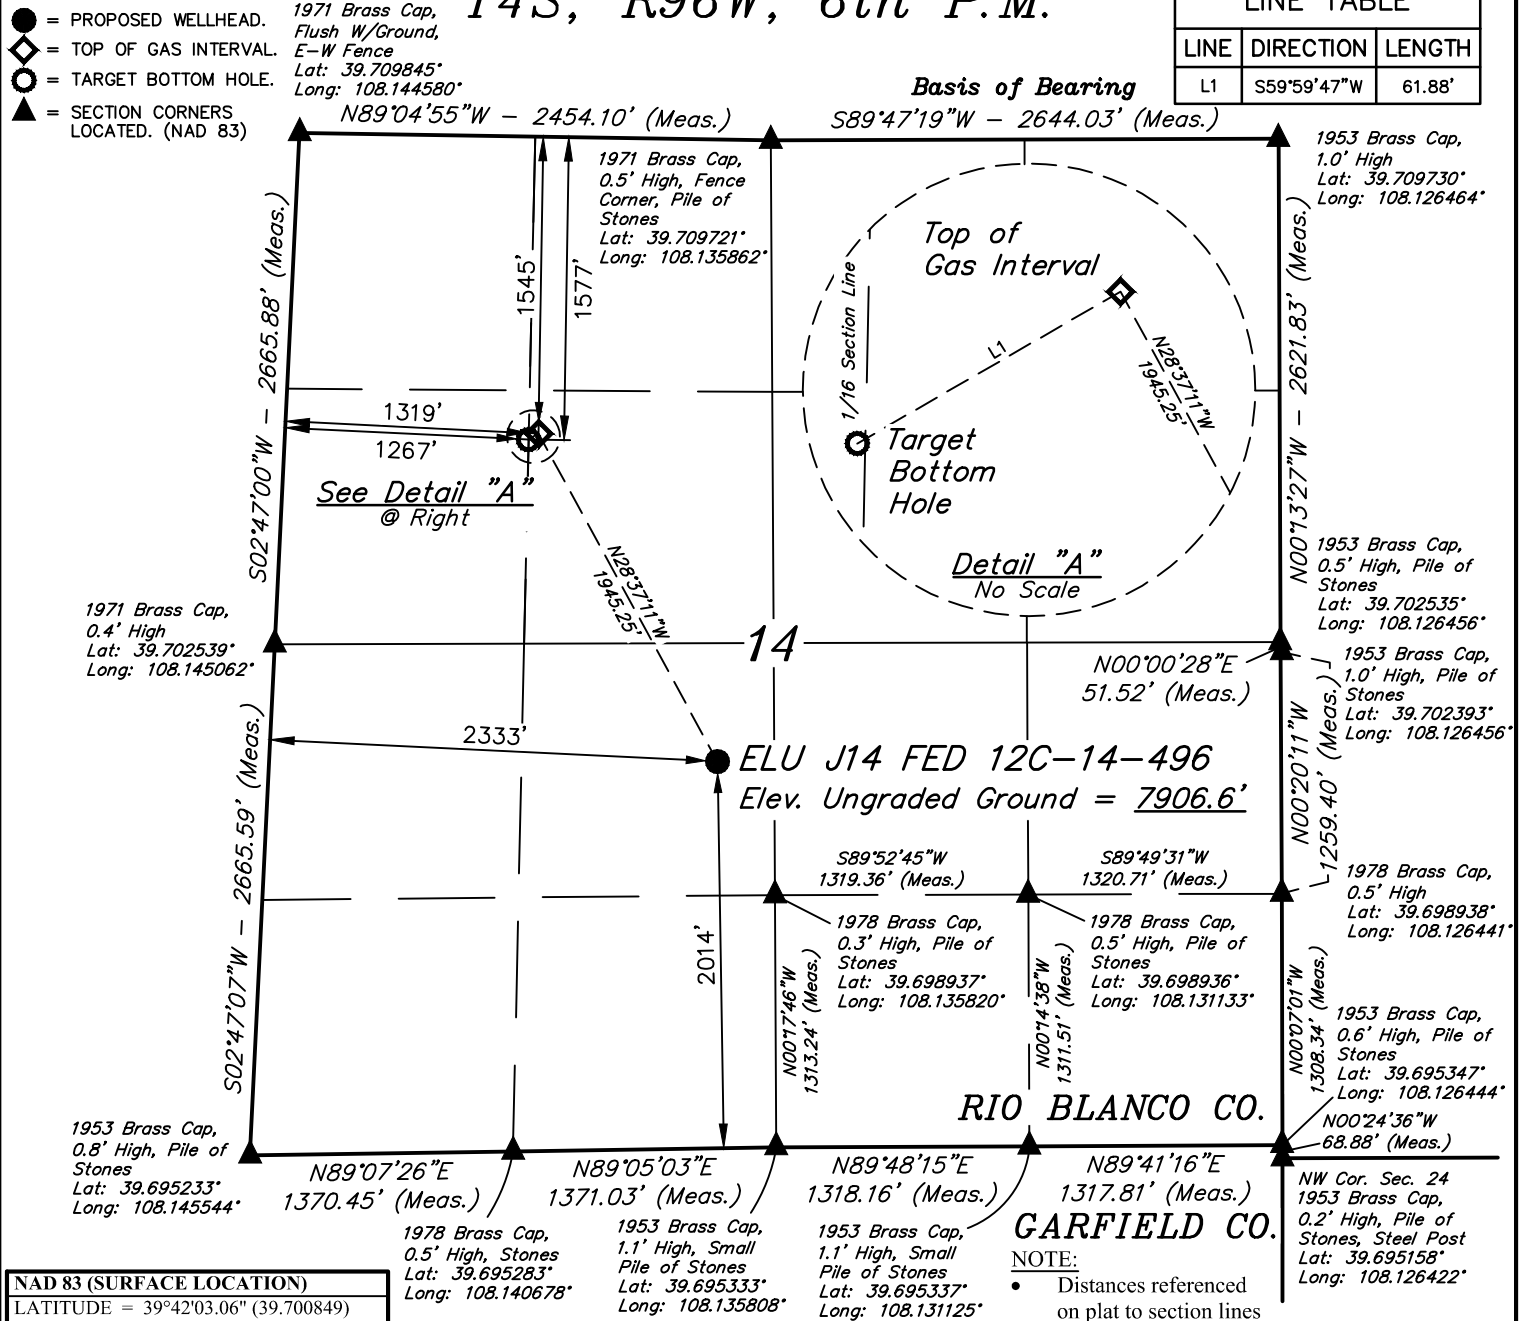 T4S, R96W, 6th P.M.
= PROPOSED WELLHEAD.
= TOP OF GAS INTERVAL.
= TARGET BOTTOM HOLE.
= SECTION CORNERS
LOCATED. (NAD 83)
1971 Brass Cap,
Flush W/Ground,
E-W Fence
Lat: 39.709845°
Long: 108.144580°
LINE TABLE
LINE DIRECTION LENGTH
L1 S59°59'47"W 61.88'
Basis of Bearing
N89°04'55"W - 2454.10' (Meas.)
S89°47'19"W - 2644.03' (Meas.)
1971 Brass Cap,
0.5' High, Fence
Corner, Pile of
Stones
Lat: 39.709721°
Long: 108.135862°
1953 Brass Cap,
1.0' High
Lat: 39.709730°
Long: 108.126464°
S02°47'00"W - 2665.88' (Meas.)
1545'
1577'
1319'
1267'
See Detail "A"
@ Right
Top of
Gas Interval
1/16 Section Line
L1
N28°37'11"W
1945.25'
Target
Bottom
Hole
Detail "A"
No Scale
N00°13'27"W - 2621.83' (Meas.)
N28°37'11"W
1945.25'
1953 Brass Cap,
0.5' High, Pile of
Stones
Lat: 39.702535°
Long: 108.126456°
1971 Brass Cap,
0.4' High
Lat: 39.702539°
Long: 108.145062°
14
N00°00'28"E
51.52' (Meas.)
1953 Brass Cap,
1.0' High, Pile of
Stones
Lat: 39.702393°
Long: 108.126456°
2333'
ELU J14 FED 12C-14-496
Elev. Ungraded Ground = 7906.6'
N00°20'11"W
1259.40' (Meas.)
S02°47'07"W - 2665.59' (Meas.)
S89°52'45"W
1319.36' (Meas.)
S89°49'31"W
1320.71' (Meas.)
1978 Brass Cap,
0.5' High
Lat: 39.698938°
Long: 108.126441°
2014'
1978 Brass Cap,
0.3' High, Pile of
Stones
Lat: 39.698937°
Long: 108.135820°
1978 Brass Cap,
0.5' High, Pile of
Stones
Lat: 39.698936°
Long: 108.131133°
N00°17'46"W
1313.24' (Meas.)
N00°14'38"W
1311.51' (Meas.)
N00°07'01"W
1308.34' (Meas.)
1953 Brass Cap,
0.6' High, Pile of
Stones
Lat: 39.695347°
Long: 108.126444°
RIO BLANCO CO.
N00°24'36"W
68.88' (Meas.)
1953 Brass Cap,
0.8' High, Pile of
Stones
Lat: 39.695233°
Long: 108.145544°
N89°07'26"E
1370.45' (Meas.)
N89°05'03"E
1371.03' (Meas.)
N89°48'15"E
1318.16' (Meas.)
N89°41'16"E
1317.81' (Meas.)
NW Cor. Sec. 24
1953 Brass Cap,
0.2' High, Pile of
Stones, Steel Post
Lat: 39.695158°
Long: 108.126422°
GARFIELD CO.
1978 Brass Cap,
0.5' High, Stones
Lat: 39.695283°
Long: 108.140678°
1953 Brass Cap,
1.1' High, Small
Pile of Stones
Lat: 39.695333°
Long: 108.135808°
1953 Brass Cap,
1.1' High, Small
Pile of Stones
Lat: 39.695337°
Long: 108.131125°
NOTE:
• Distances referenced
on plat to section lines
NAD 83 (SURFACE LOCATION)
LATITUDE = 39°42'03.06" (39.700849)